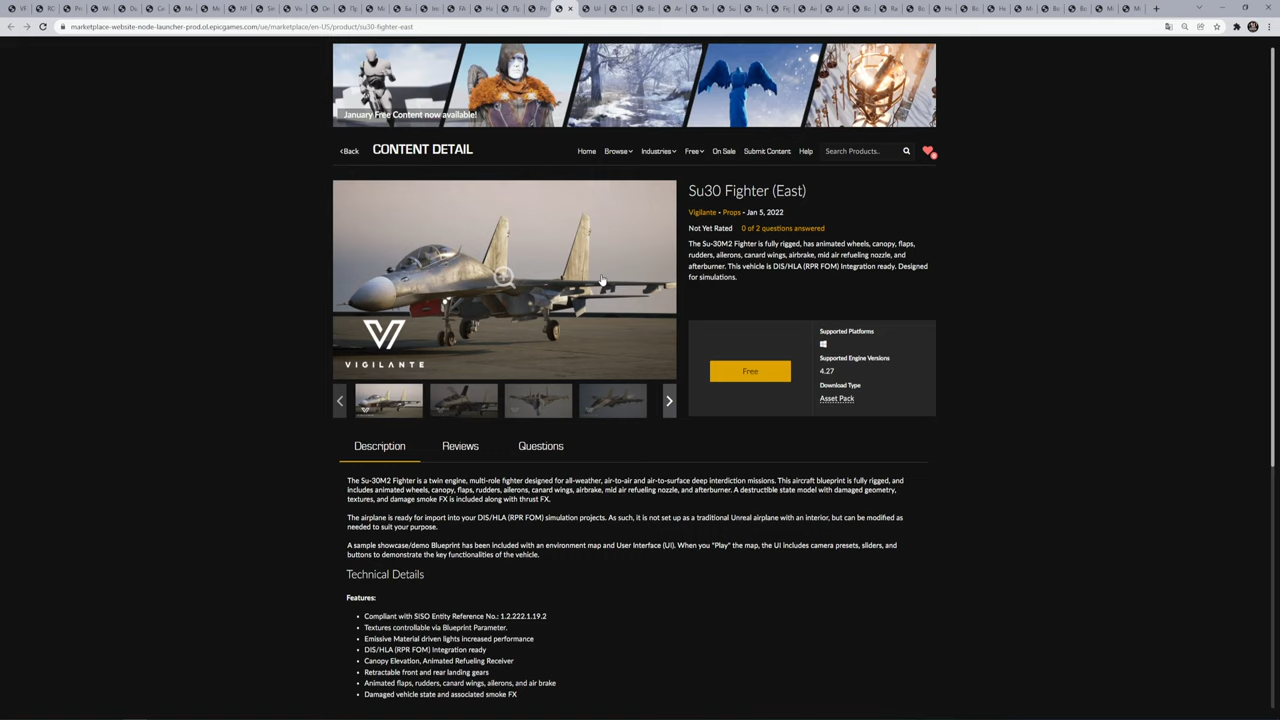 marketplace-website-node-launcher-prod.ol.epicgames.com/ue/marketplace/en-US/product/su30-fighter-east
January Free Content now available!
Back
CONTENT DETAIL
Home
Browse
Industries
Free
On Sale
Submit Content
Help
Search Products..
Su30 Fighter (East)
Vigilante - Props - Jan 5, 2022
Not Yet Rated 0 of 2 questions answered
The Su-30M2 Fighter is fully rigged, has animated wheels, canopy, flaps,
rudders, ailerons, canard wings, airbrake, mid air refueling nozzle, and
afterburner. This vehicle is DIS/HLA (RPR FOM) Integration ready. Designed
for simulations.
VIGILANTE
Free
Supported Platforms
Supported Engine Versions
4.27
Download Type
Asset Pack
Description
Reviews
Questions
The Su-30M2 Fighter is a twin engine, multi-role fighter designed for all-weather, air-to-air and air-to-surface deep interdiction missions. This aircraft blueprint is fully rigged, and
includes animated wheels, canopy, flaps, rudders, ailerons, canard wings, airbrake, mid air refueling nozzle, and afterburner. A destructible state model with damaged geometry,
textures, and damage smoke FX is included along with thrust FX.
The airplane is ready for import into your DIS/HLA (RPR FOM) simulation projects. As such, it is not set up as a traditional Unreal airplane with an interior, but can be modified as
needed to suit your purpose.
A sample showcase/demo Blueprint has been included with an environment map and User Interface (UI). When you "Play" the map, the UI includes camera presets, sliders, and
buttons to demonstrate the key functionalities of the vehicle.
Technical Details
Features:
Compliant with SISO Entity Reference No.: 1.2.222.1.19.2
Textures controllable via Blueprint Parameter.
Emissive Material driven lights increased performance
DIS/HLA (RPR FOM) Integration ready
Canopy Elevation, Animated Refueling Receiver
Retractable front and rear landing gears
Animated flaps, rudders, canard wings, ailerons, and air brake
Damaged vehicle state and associated smoke FX